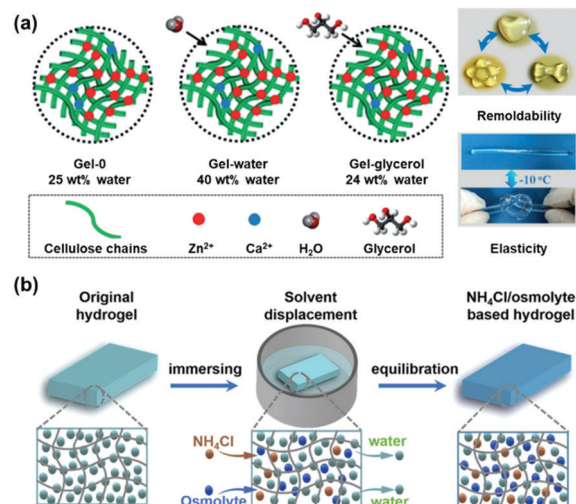 (a)
Gel-0
25 wt% water
Gel-water
40 wt% water
Gel-glycerol
24 wt% water
Remoldability
-10 °C
Elasticity
Cellulose chains
Zn²⁺
Ca²⁺
H₂O
Glycerol
(b)
Original
hydrogel
immersing
Solvent
displacement
equilibration
NH₄Cl/osmolyte
based hydrogel
NH₄Cl
water
Osmolyte
water